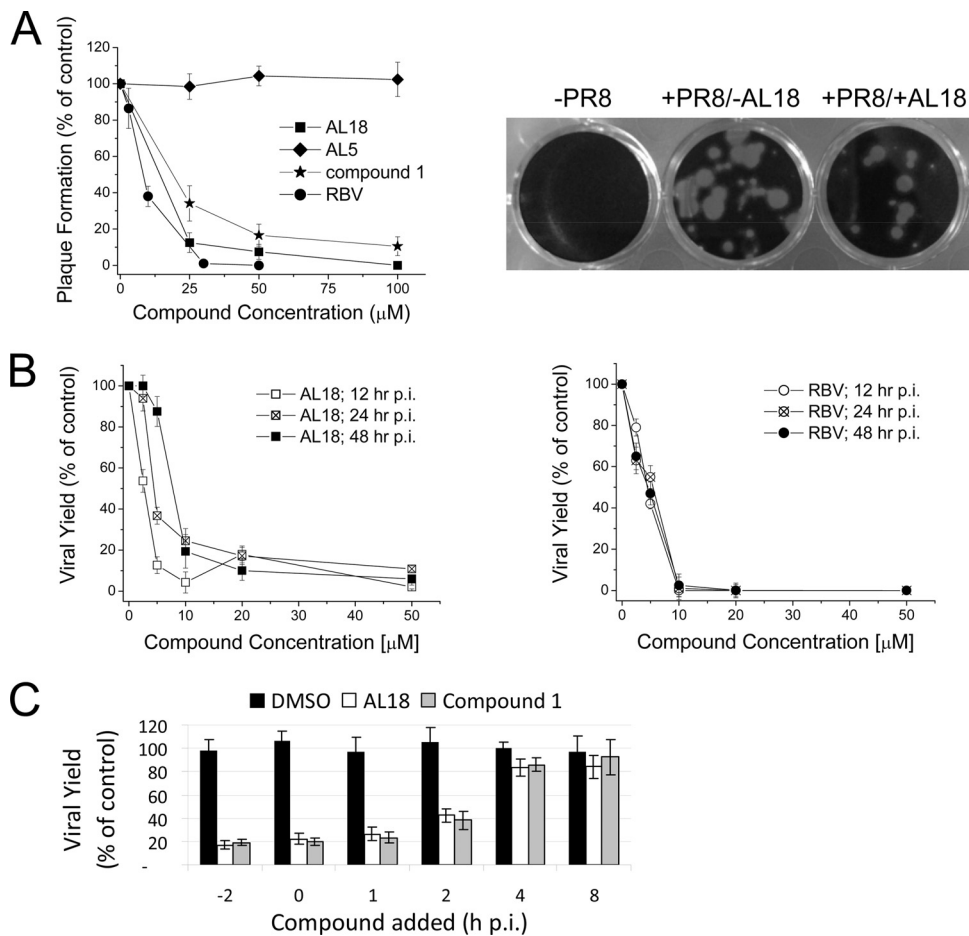 A
120
100
80
60
40
20
0
0 25 50 75 100
Plaque Formation (% of control)
Compound Concentration (μM)
AL18
AL5
compound 1
RBV
-PR8 +PR8/-AL18 +PR8/+AL18
B
100
80
60
40
20
0
0 10 20 30 40 50
Viral Yield (% of control)
Compound Concentration [μM]
AL18; 12 hr p.i.
AL18; 24 hr p.i.
AL18; 48 hr p.i.
100
80
60
40
20
0
0 10 20 30 40 50
Viral Yield (% of control)
Compound Concentration [μM]
RBV; 12 hr p.i.
RBV; 24 hr p.i.
RBV; 48 hr p.i.
C
DMSO AL18 Compound 1
120
100
80
60
40
20
-
Viral Yield
(% of control)
-2 0 1 2 4 8
Compound added (h p.i.)